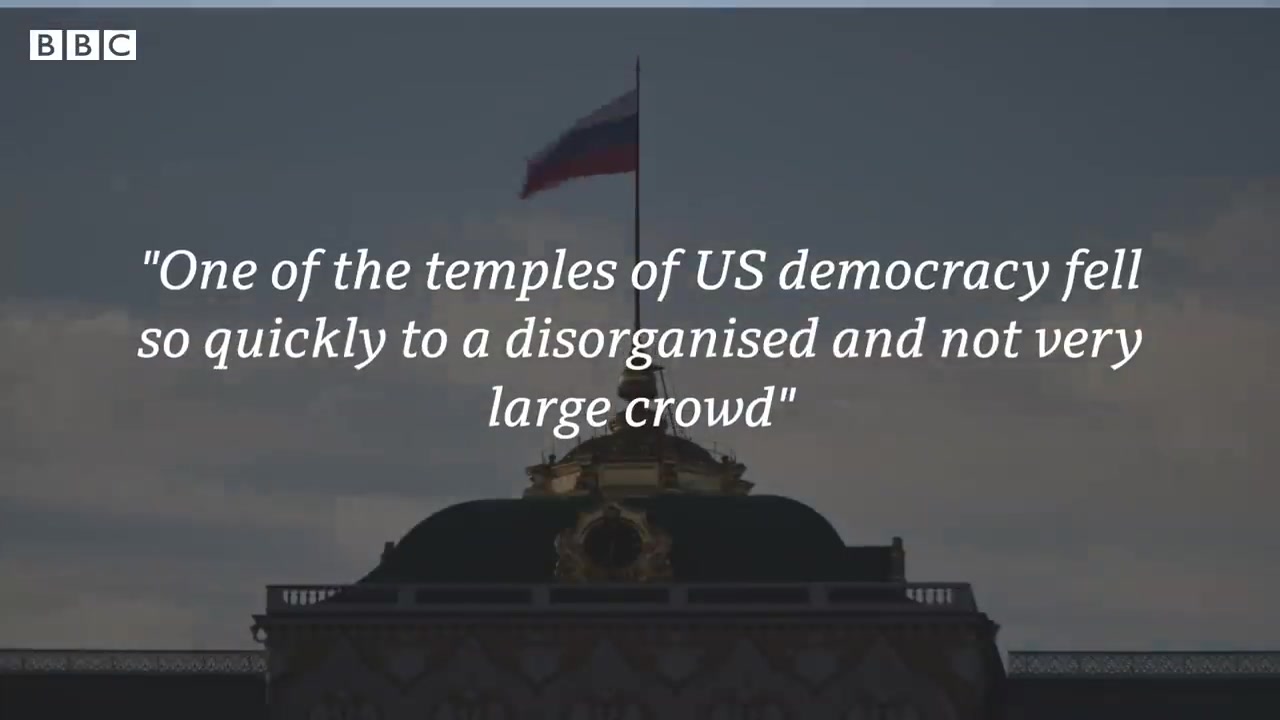 BBC
"One of the temples of US democracy fell
so quickly to a disorganised and not very
large crowd"